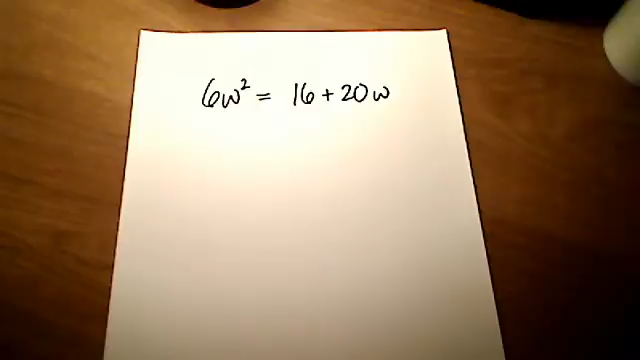 6w² = 16 + 20w